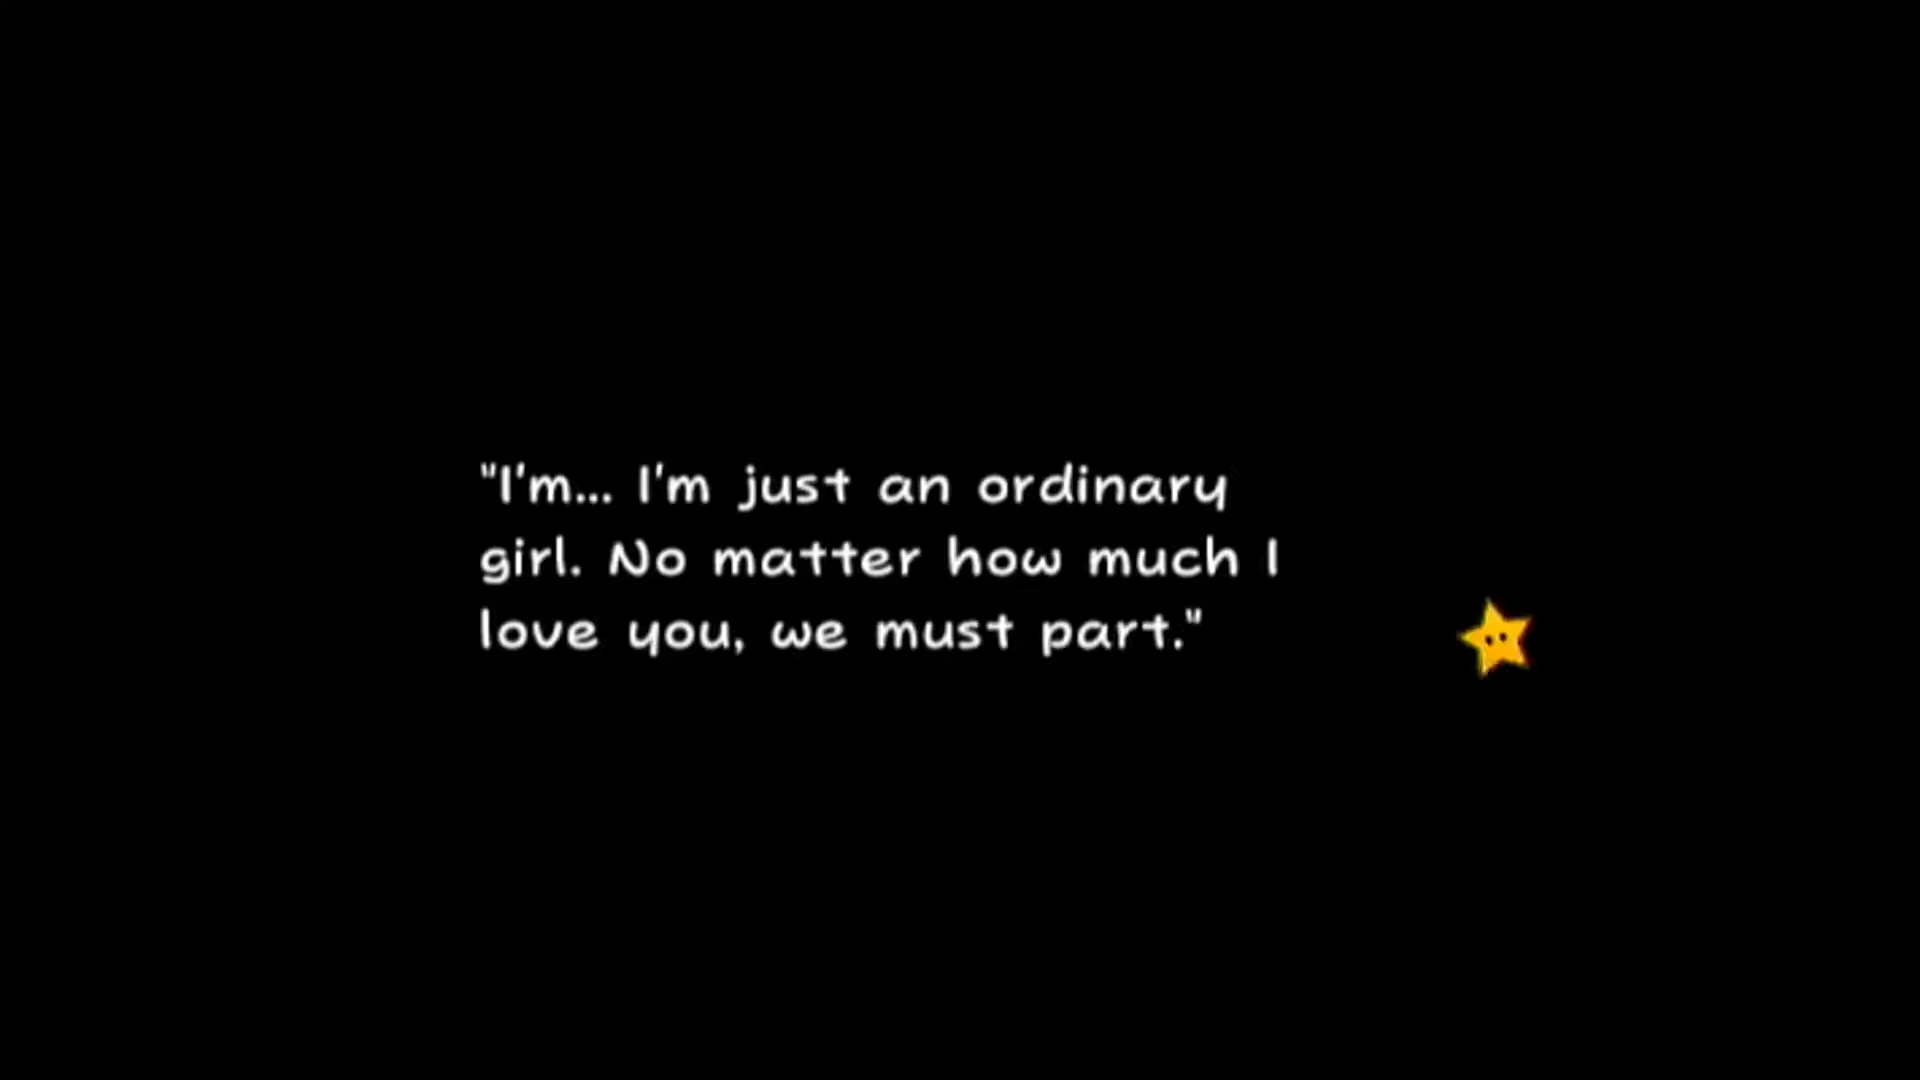 "I'm... I'm just an ordinary
girl. No matter how much I
love you, we must part."